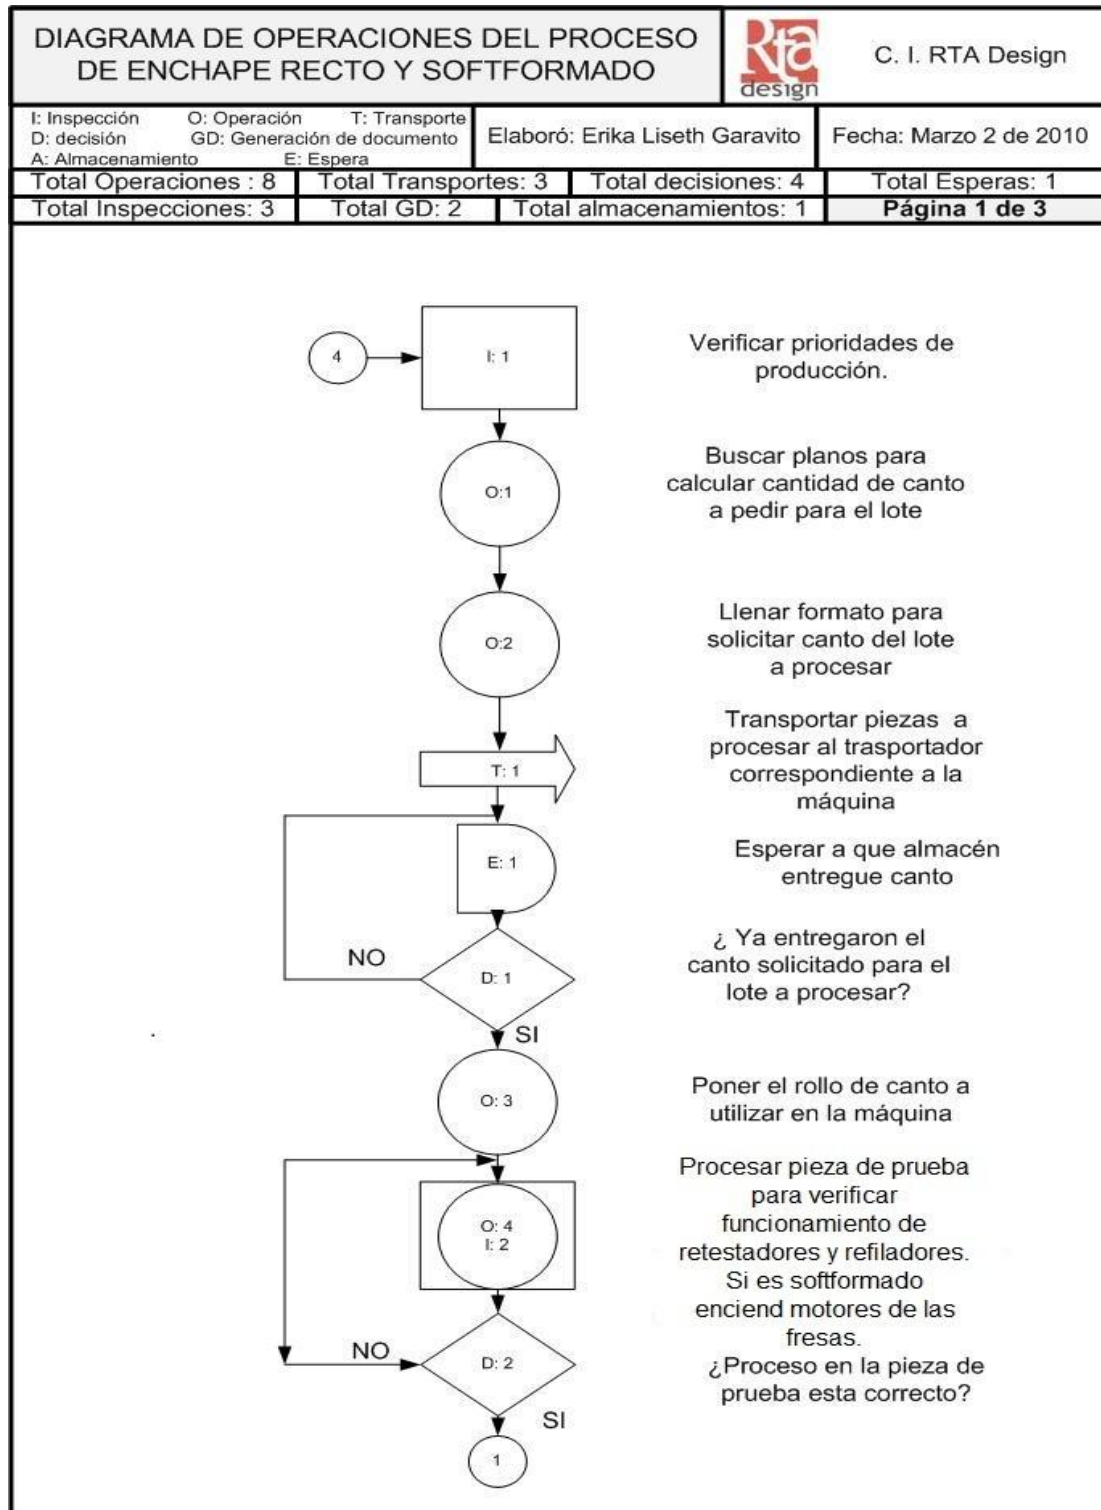 DIAGRAMA DE OPERACIONES DEL PROCESO
DE ENCHAPE RECTO Y SOFTFORMADO
Rta
design
C. I. RTA Design
I: Inspección O: Operación T: Transporte
D: decisión GD: Generación de documento
A: Almacenamiento E: Espera
Elaboró: Erika Liseth Garavito
Fecha: Marzo 2 de 2010
Total Operaciones : 8
Total Transportes: 3
Total decisiones: 4
Total Esperas: 1
Total Inspecciones: 3
Total GD: 2
Total almacenamientos: 1
Página 1 de 3
4
I: 1
Verificar prioridades de
producción.
O:1
Buscar planos para
calcular cantidad de canto
a pedir para el lote
O:2
Llenar formato para
solicitar canto del lote
a procesar
T: 1
Transportar piezas a
procesar al trasportador
correspondiente a la
máquina
E: 1
Esperar a que almacén
entregue canto
NO
D: 1
¿ Ya entregaron el
canto solicitado para el
lote a procesar?
SI
O: 3
Poner el rollo de canto a
utilizar en la máquina
O: 4
I: 2
Procesar pieza de prueba
para verificar
funcionamiento de
retestadores y refiladores.
Si es softformado
enciend motores de las
fresas.
NO
D: 2
¿Proceso en la pieza de
prueba esta correcto?
SI
1